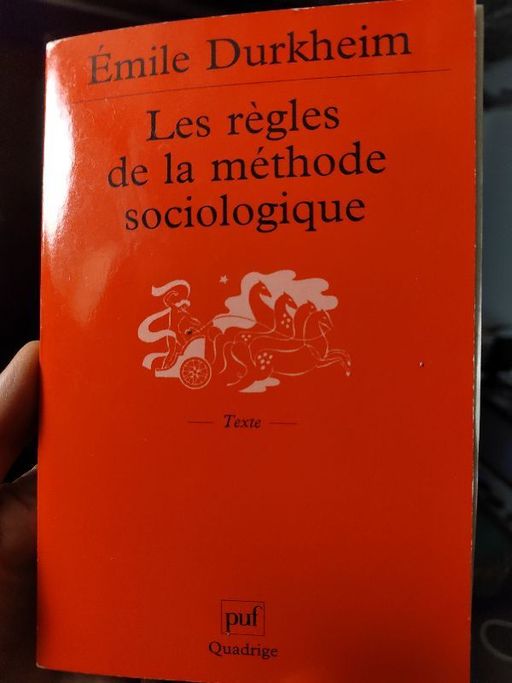 Émile Durkheim
Les règles
de la méthode
sociologique
Texte
puf
Quadrige